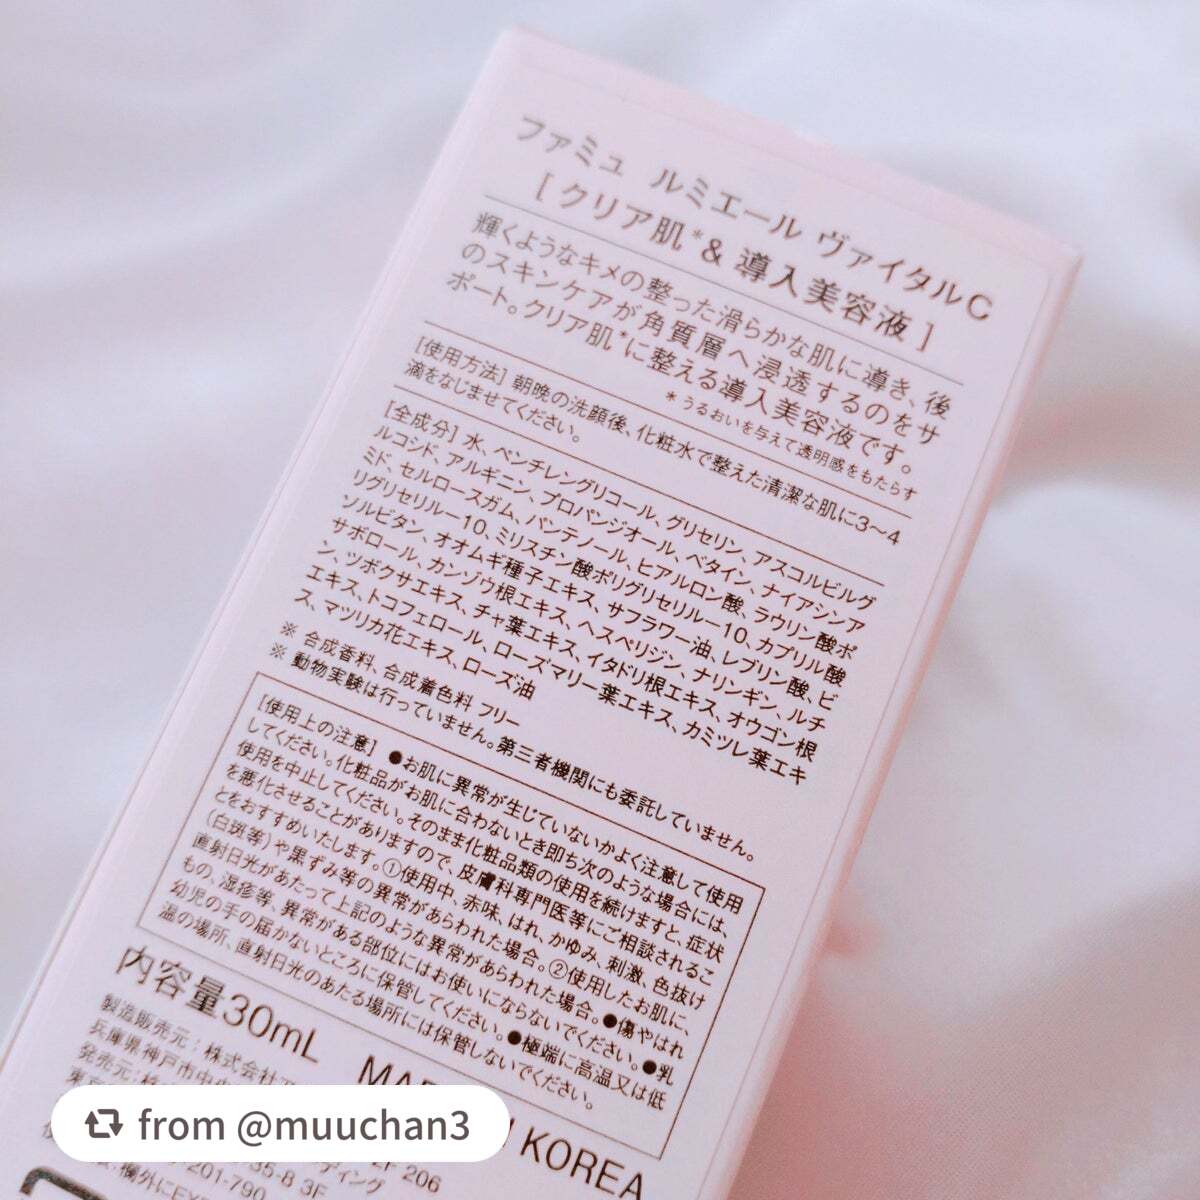 ファミュ ルミエール ヴァイタルC
[ クリア肌*& 導入美容液 ]
輝くようなキメの整った滑らかな肌に導き、後
のスキンケアが角質層へ浸透するのをサ
ポート。クリア肌*に整える導入美容液です。
* うるおいを与えて透明感をもたらす
[使用方法] 朝晩の洗顔後、化粧水で整えた清潔な肌に3〜4
滴をなじませてください。
[全成分] 水、ペンチレングリコール、グリセリン、アスコルビルグ
ルコシド、アルギニン、プロパンジオール、ベタイン、ナイアシンア
ミド、セルロースガム、パンテノール、ヒアルロン酸、ラウリン酸ポ
リグリセリル−10、ミリスチン酸ポリグリセリル−10、カプリル酸
ソルビタン、オオムギ種子エキス、サフラワー油、レブリン酸、ビ
サボロール、カンゾウ根エキス、ヘスペリジン、ナリンギン、ルチ
ン、ツボクサエキス、チャ葉エキス、イタドリ根エキス、オウゴン根
エキス、トコフェロール、ローズマリー葉エキス、カミツレ葉エキ
ス、マツリカ花エキス、ローズ油
※ 合成香料、合成着色料 フリー
※ 動物実験は行っていません。第三者機関にも委託していません。
[使用上の注意] ●お肌に異常が生じていないかよく注意して使用
してください。化粧品がお肌に合わないとき即ち次のような場合には、
使用を中止してください。そのまま化粧品類の使用を続けますと、症状
を悪化させることがありますので、皮膚科専門医等にご相談されるこ
とをおすすめいたします。①使用中、赤味、はれ、かゆみ、刺激、色抜け
(白斑等)や黒ずみ等の異常があらわれた場合。②使用したお肌に、
直射日光があたって上記のような異常があらわれた場合。●傷やはれ
もの、湿疹等、異常がある部位にはお使いにならないでください。●乳
幼児の手の届かないところに保管してください。●極端に高温又は低
温の場所、直射日光のあたる場所には保管しないでください。
内容量30mL
KOREA
製造販売元:株式会社
兵庫県神戸市中央
発売元:株
2F 206
35-8 3F
ディング
201-790
欄外にEXP
from @muuchan3